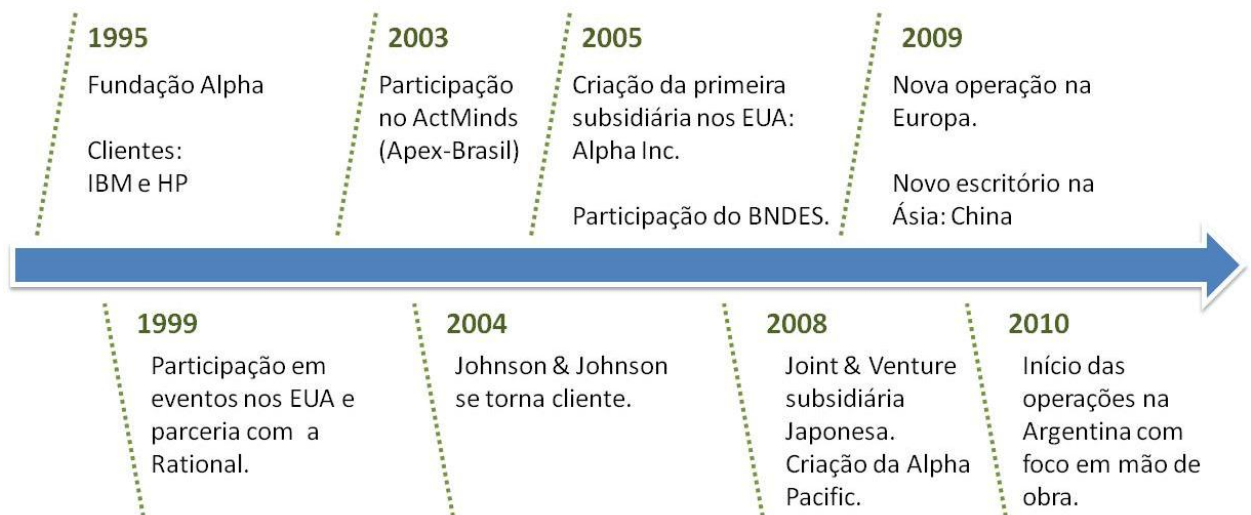 1995
Fundação Alpha
Clientes:
IBM e HP
2003
Participação
no ActMinds
(Apex-Brasil)
2005
Criação da primeira
subsidiária nos EUA:
Alpha Inc.
Participação do BNDES.
2009
Nova operação na
Europa.
Novo escritório na
Ásia: China
1999
Participação em
eventos nos EUA e
parceria com a
Rational.
2004
Johnson & Johnson
se torna cliente.
2008
Joint & Venture
subsidiária
Japonesa.
Criação da Alpha
Pacific.
2010
Início das
operações na
Argentina com
foco em mão de
obra.